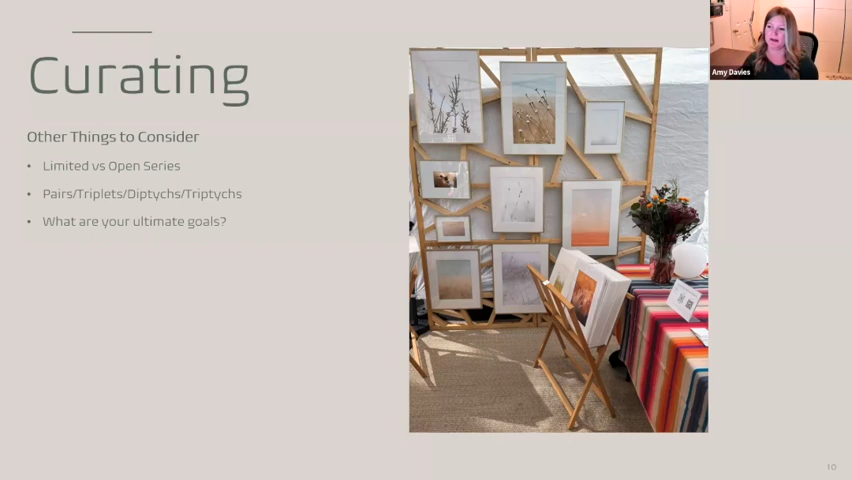 Curating
Other Things to Consider
• Limited vs Open Series
• Pairs/Triplets/Diptychs/Triptychs
• What are your ultimate goals?
Amy Davies
10